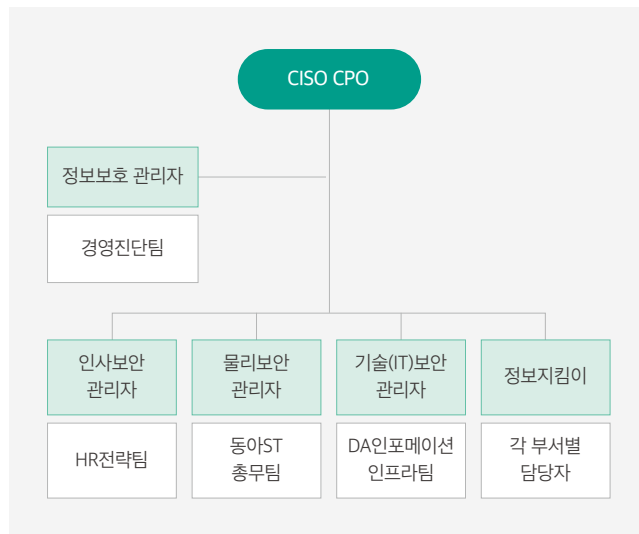 CISO CPO
정보보호 관리자
경영진단팀
인사보안
관리자
HR전략팀
물리보안
관리자
동아ST
총무팀
기술(IT)보안
관리자
DA인포메이션
인프라팀
정보지킴이
각 부서별
담당자